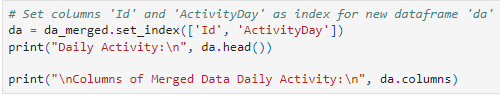 # Set columns 'Id' and 'ActivityDay' as index for new dataframe 'da'
da = da_merged.set_index(['Id', 'ActivityDay'])
print("Daily Activity:\n", da.head())
print("\nColumns of Merged Data Daily Activity:\n", da.columns)